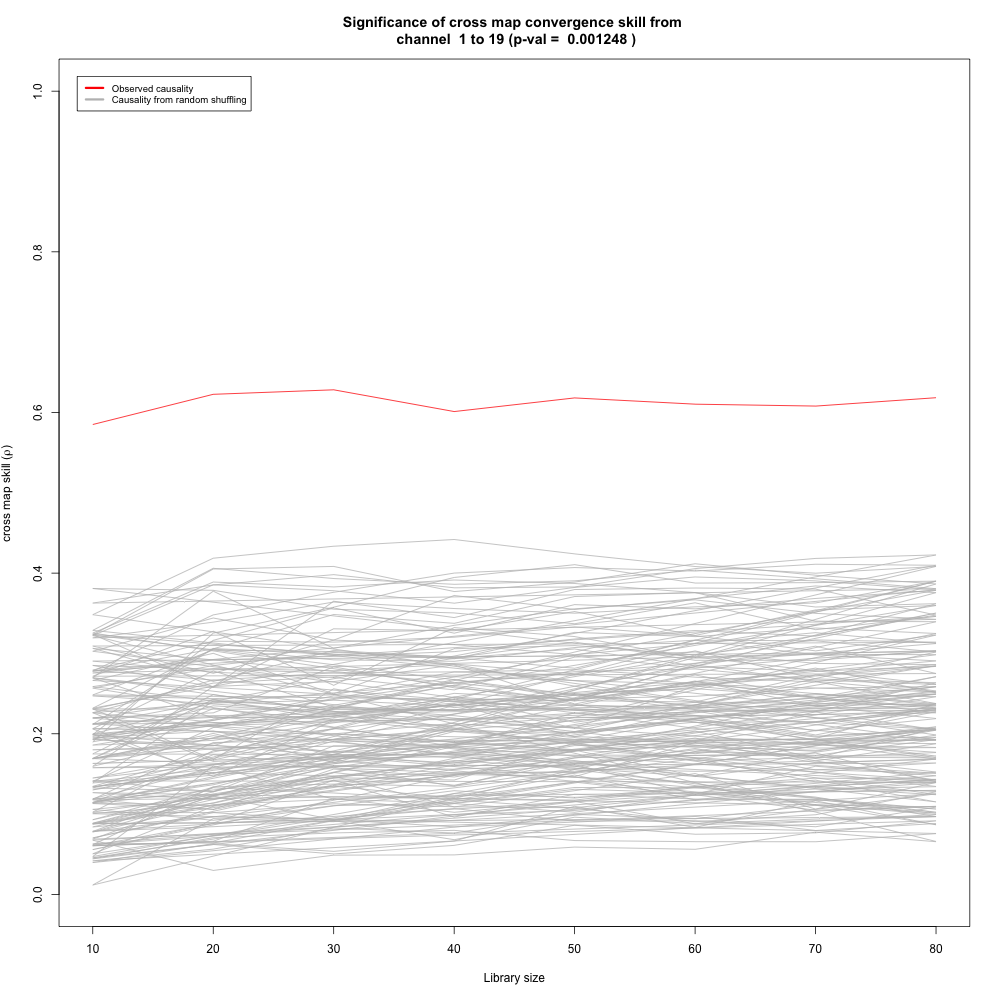 Significance of cross map convergence skill from
channel  1 to 19 (p-val =  0.001248 )
Observed causality
Causality from random shuffling
1.0
0.8
0.6
0.4
0.2
0.0
cross map skill (ρ)
10 20 30 40 50 60 70 80
Library size